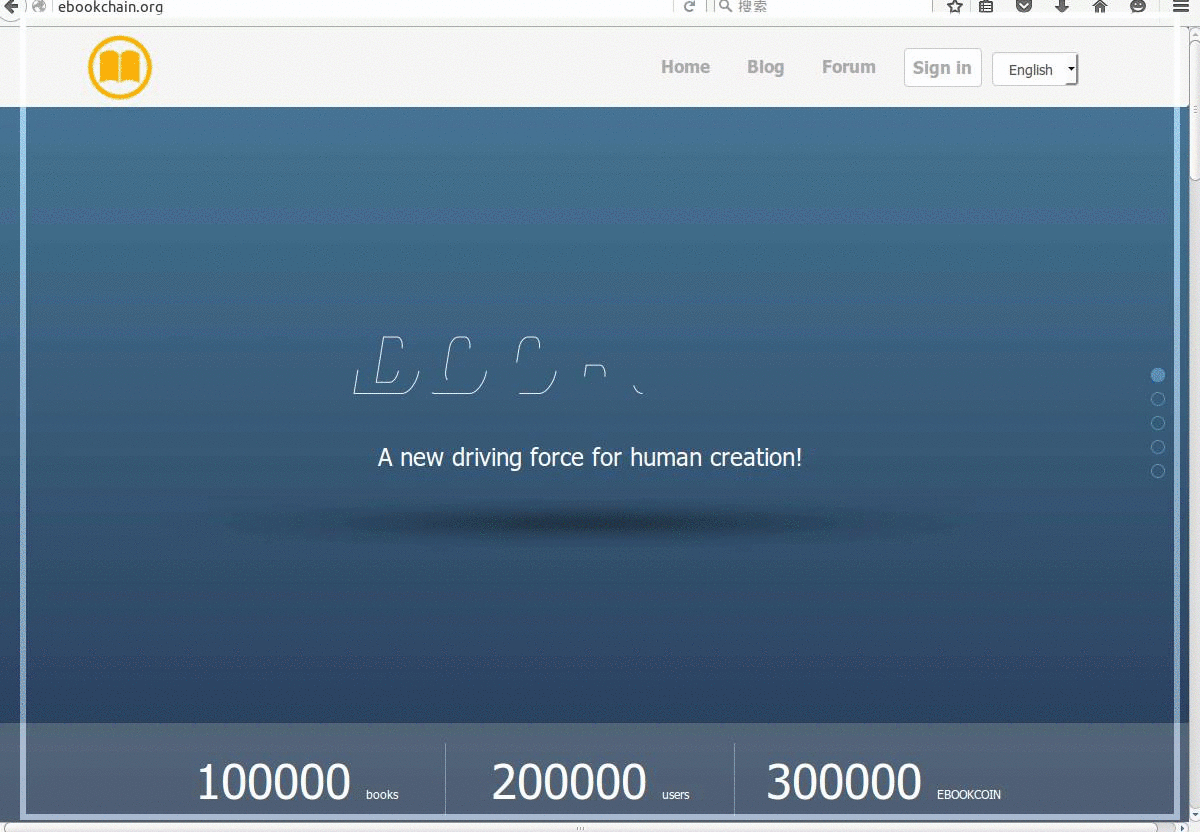 ebookchain.org
搜索
Home
Blog
Forum
Sign in
English
A new driving force for human creation!
100000 books
200000 users
300000 EBOOKCOIN